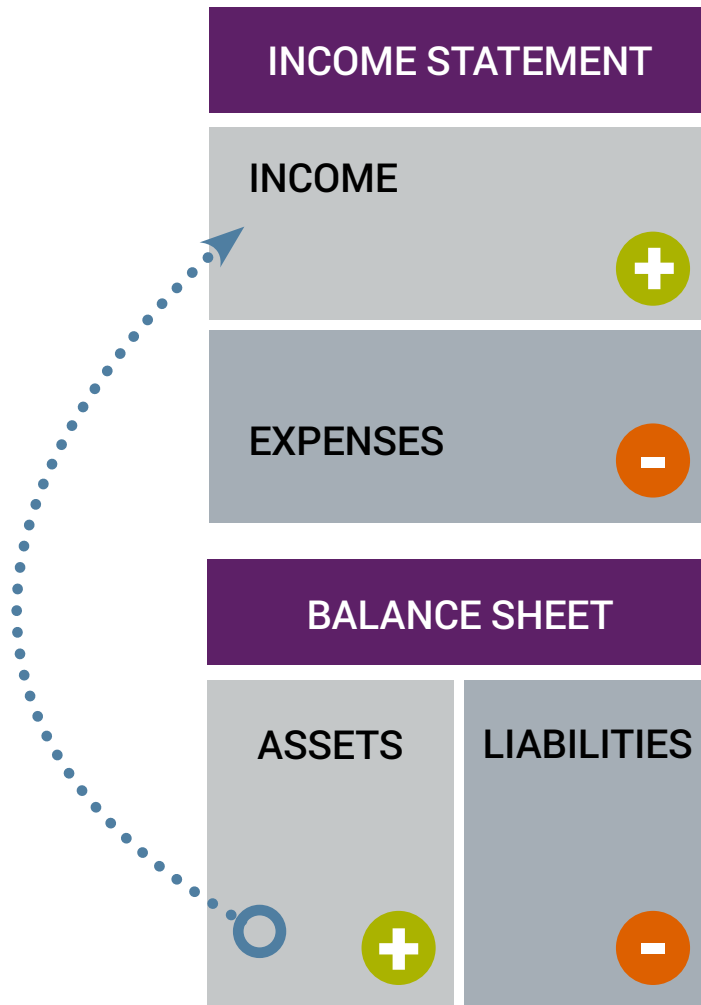 INCOME STATEMENT
INCOME
+
EXPENSES
-
BALANCE SHEET
ASSETS
LIABILITIES
+
-